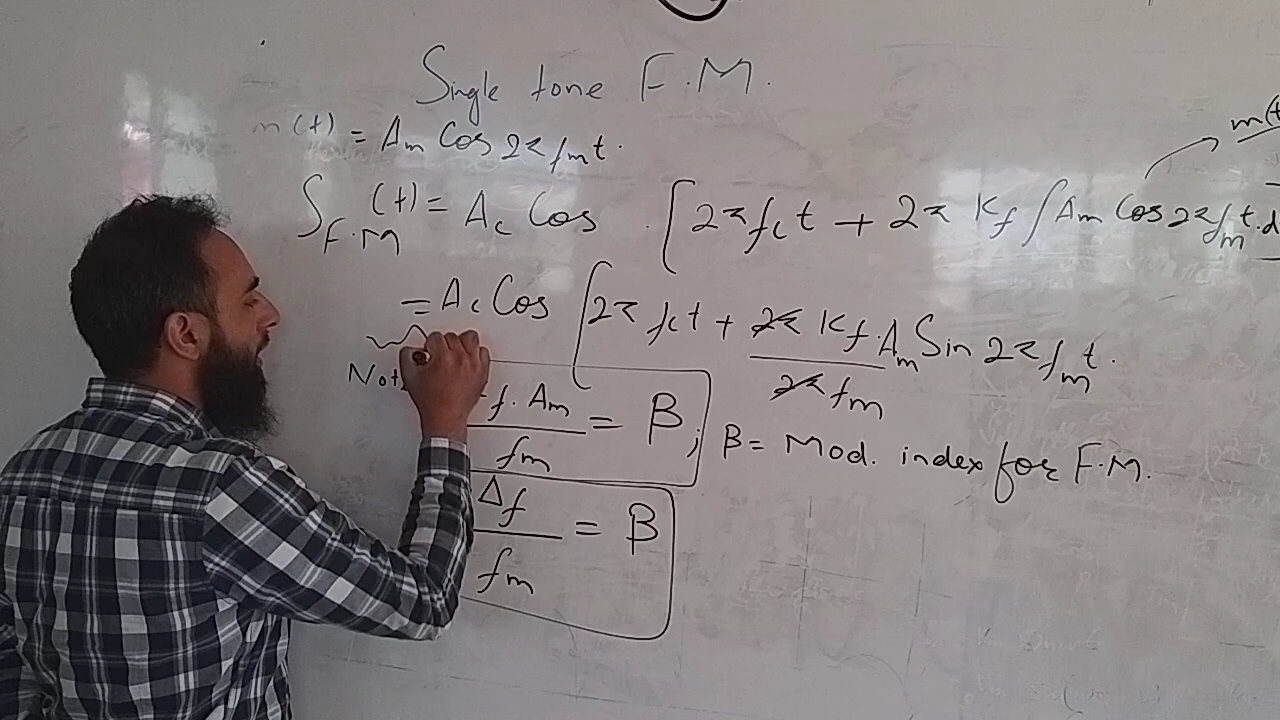 Single tone F.M.
m(t) = Am Cos 2π fm t.
m(t
S F.M (t) = Ac Cos [2π fc t + 2π Kf ∫ Am Cos 2π fm t. d
= Ac Cos [2π fc t + 2π Kf. Am Sin 2π fm t.
2π fm
Not
f. Am
= β ; β = Mod. index for F.M.
fm
Δf
= β
fm